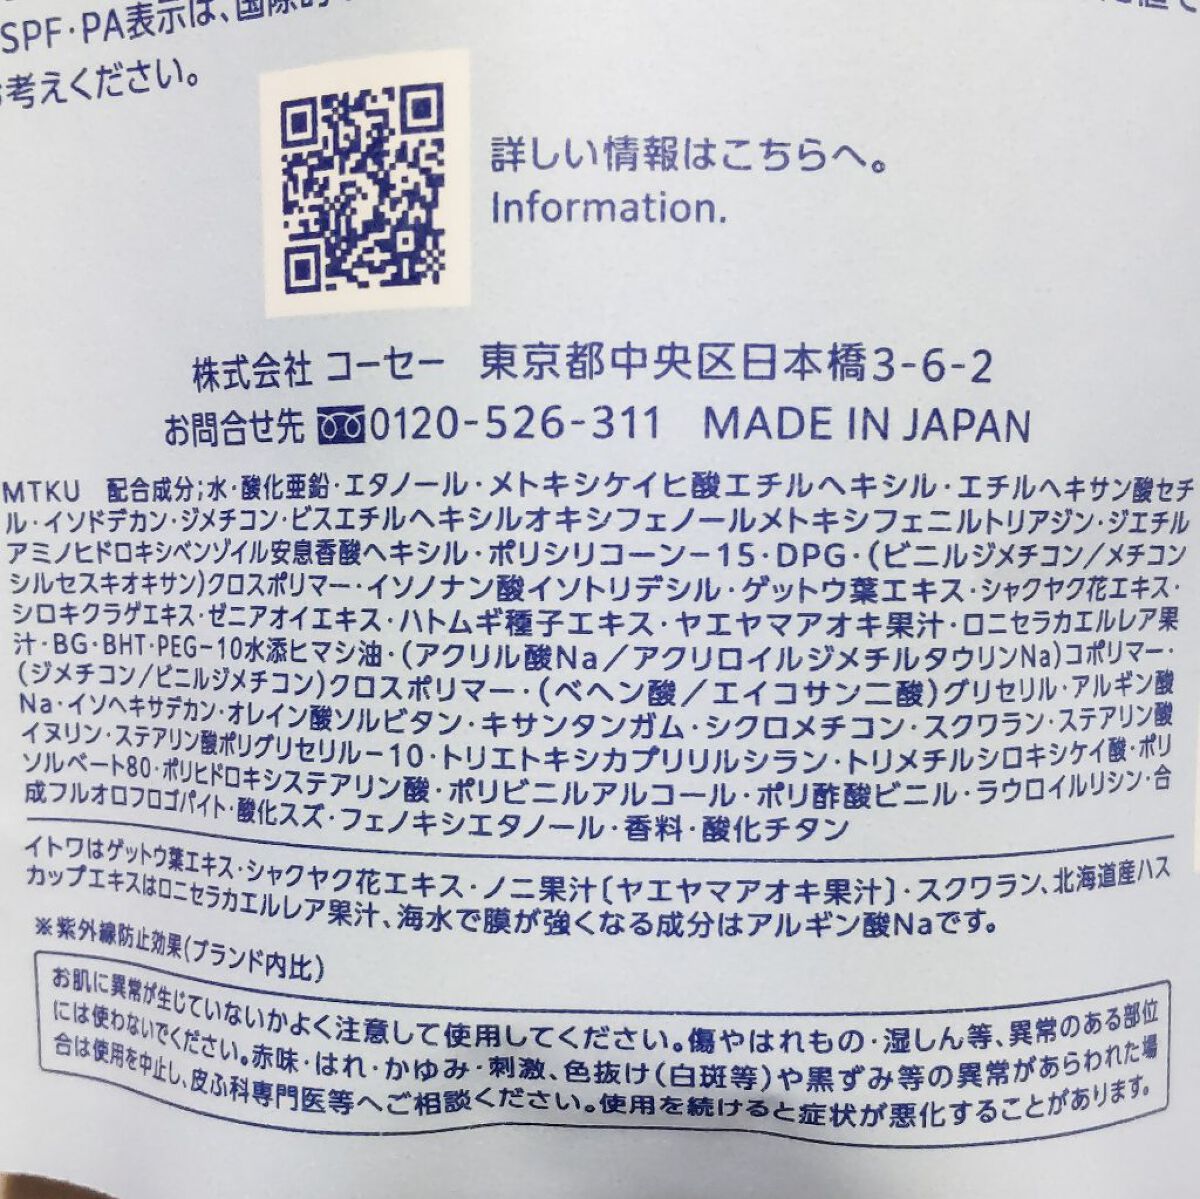 SPF・PA表示は、国際的
考えください。
詳しい情報はこちらへ。
Information.
株式会社 コーセー 東京都中央区日本橋3-6-2
お問合せ先 0120-526-311 MADE IN JAPAN
MTKU 配合成分;水・酸化亜鉛・エタノール・メトキシケイヒ酸エチルヘキシル・エチルヘキサン酸セチ
ル・イソドデカン・ジメチコン・ビスエチルヘキシルオキシフェノールメトキシフェニルトリアジン・ジエチル
アミノヒドロキシベンゾイル安息香酸ヘキシル・ポリシリコーン－15・DPG・(ビニルジメチコン／メチコン
シルセスキオキサン)クロスポリマー・イソノナン酸イソトリデシル・ゲットウ葉エキス・シャクヤク花エキス・
シロキクラゲエキス・ゼニアオイエキス・ハトムギ種子エキス・ヤエヤマアオキ果汁・ロニセラカエルレア果
汁・BG・BHT・PEG－10水添ヒマシ油・(アクリル酸Na／アクリロイルジメチルタウリンNa)コポリマー・
(ジメチコン／ビニルジメチコン)クロスポリマー・(ベヘン酸／エイコサン二酸)グリセリル・アルギン酸
Na・イソヘキサデカン・オレイン酸ソルビタン・キサンタンガム・シクロメチコン・スクワラン・ステアリン酸
イヌリン・ステアリン酸ポリグリセリル－10・トリエトキシカプリリルシラン・トリメチルシロキシケイ酸・ポリ
ソルベート80・ポリヒドロキシステアリン酸・ポリビニルアルコール・ポリ酢酸ビニル・ラウロイルリシン・合
成フルオロフロゴパイト・酸化スズ・フェノキシエタノール・香料・酸化チタン
イトワはゲットウ葉エキス・シャクヤク花エキス・ノニ果汁〔ヤエヤマアオキ果汁〕・スクワラン、北海道産ハス
カップエキスはロニセラカエルレア果汁、海水で膜が強くなる成分はアルギン酸Naです。
※紫外線防止効果(ブランド内比)
お肌に異常が生じていないかよく注意して使用してください。傷やはれもの・湿しん等、異常のある部位
には使わないでください。赤味・はれ・かゆみ・刺激、色抜け(白斑等)や黒ずみ等の異常があらわれた場
合は使用を中止し、皮ふ科専門医等へご相談ください。使用を続けると症状が悪化することがあります。